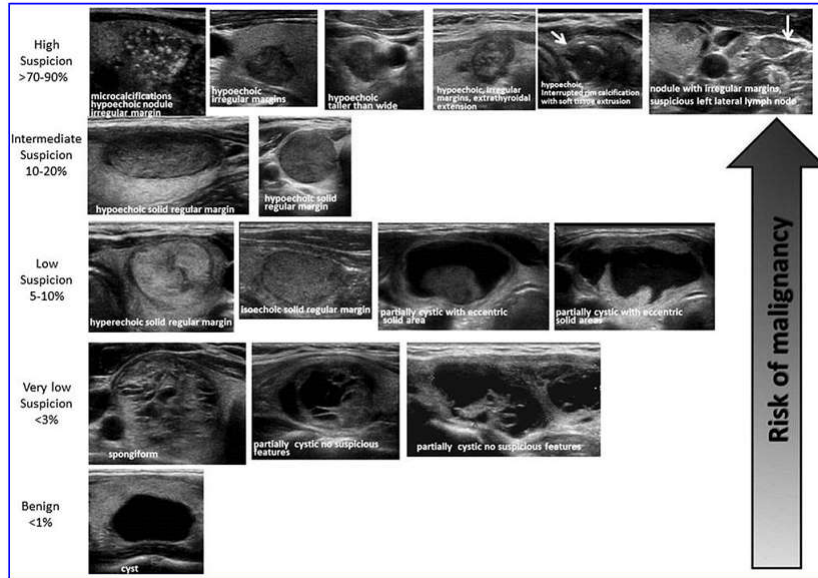 High
Suspicion
>70-90%
microcalcifications
hypoechoic nodule
irregular margin
hypoechoic
irregular margins
hypoechoic
taller than wide
hypoechoic, irregular
margins, extrathyroidal
extension
hypoechoic,
Interrupted rim calcification
with soft tissue extrusion
nodule with irregular margins,
suspicious left lateral lymph node
Intermediate
Suspicion
10-20%
hypoechoic solid regular margin
hypoechoic solid
regular margin
Low
Suspicion
5-10%
hyperechoic solid regular margin
isoechoic solid regular margin
partially cystic with eccentric
solid area
partially cystic with eccentric
solid areas
Very low
Suspicion
<3%
spongiform
partially cystic no suspicious
features
partially cystic no suspicious features
Benign
<1%
cyst
Risk of malignancy